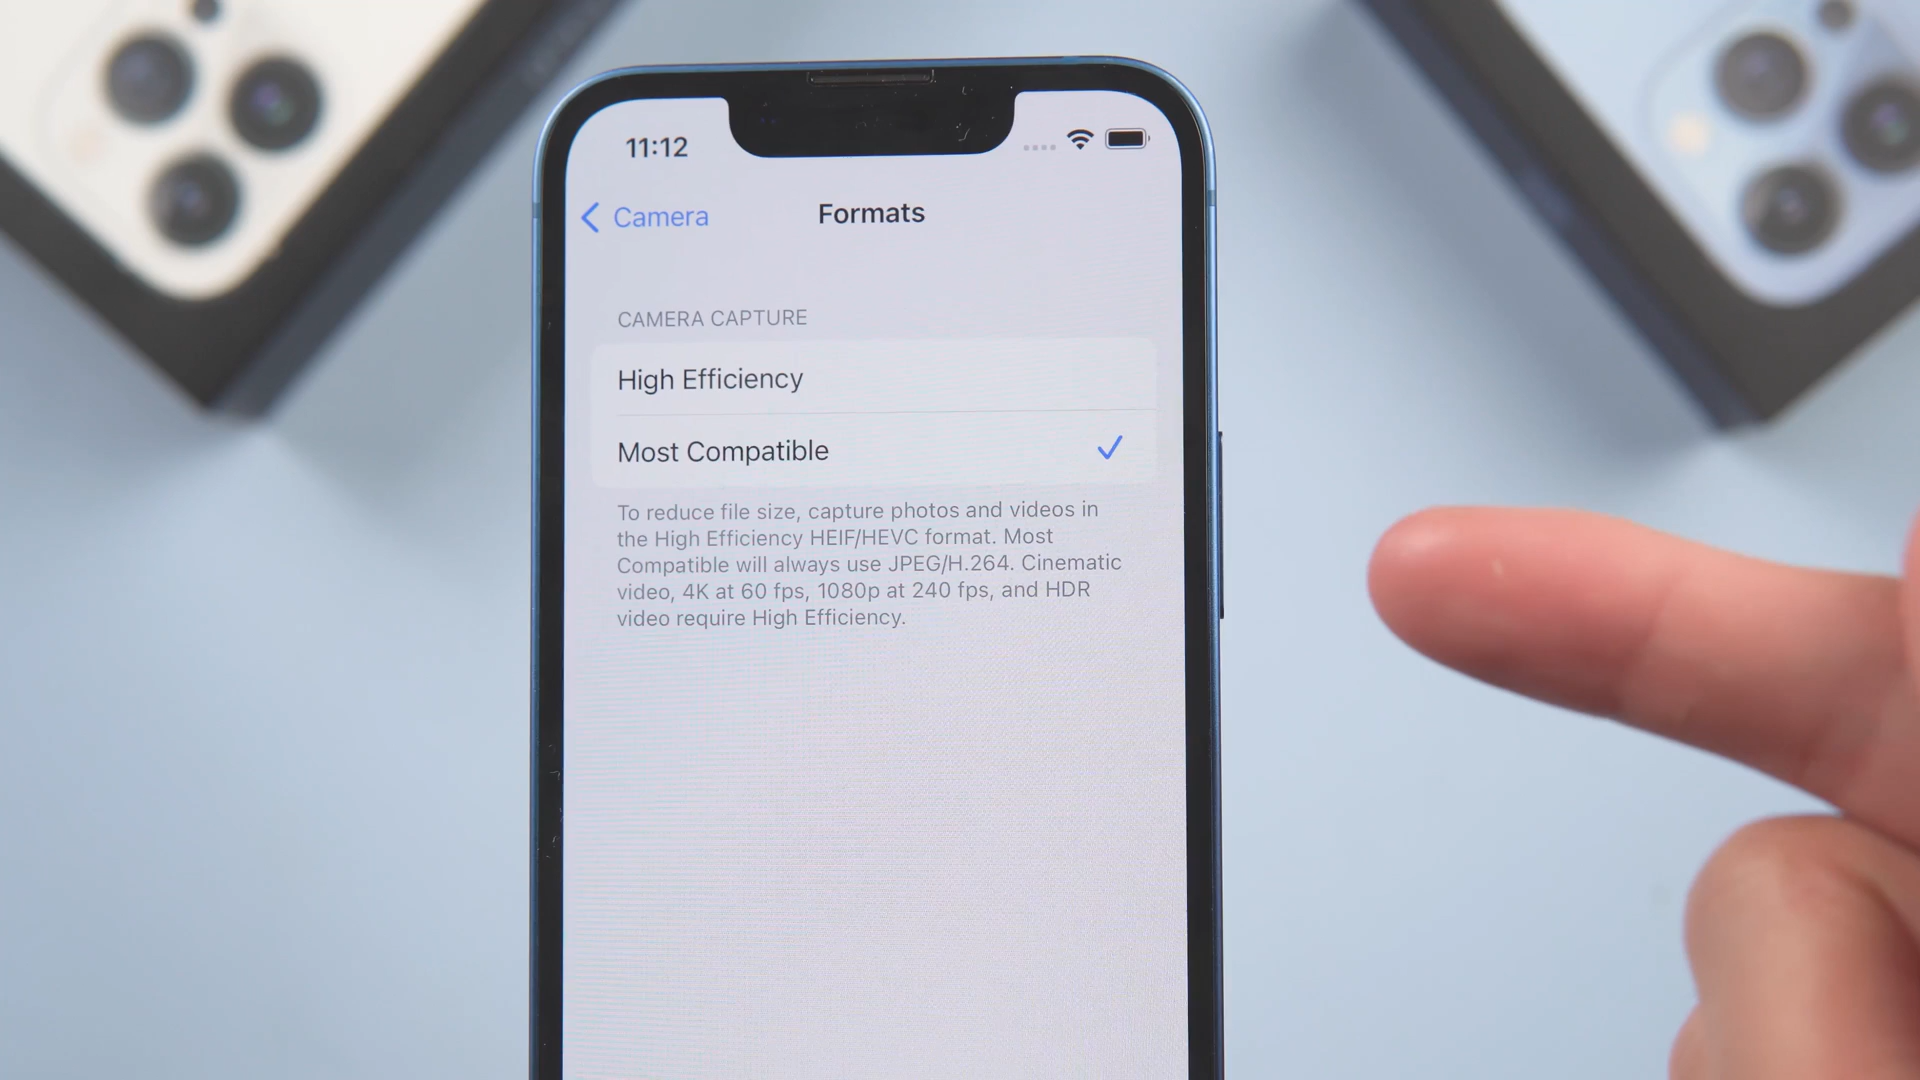 11:12
Camera
Formats
CAMERA CAPTURE
High Efficiency
Most Compatible
To reduce file size, capture photos and videos in
the High Efficiency HEIF/HEVC format. Most
Compatible will always use JPEG/H.264. Cinematic
video, 4K at 60 fps, 1080p at 240 fps, and HDR
video require High Efficiency.